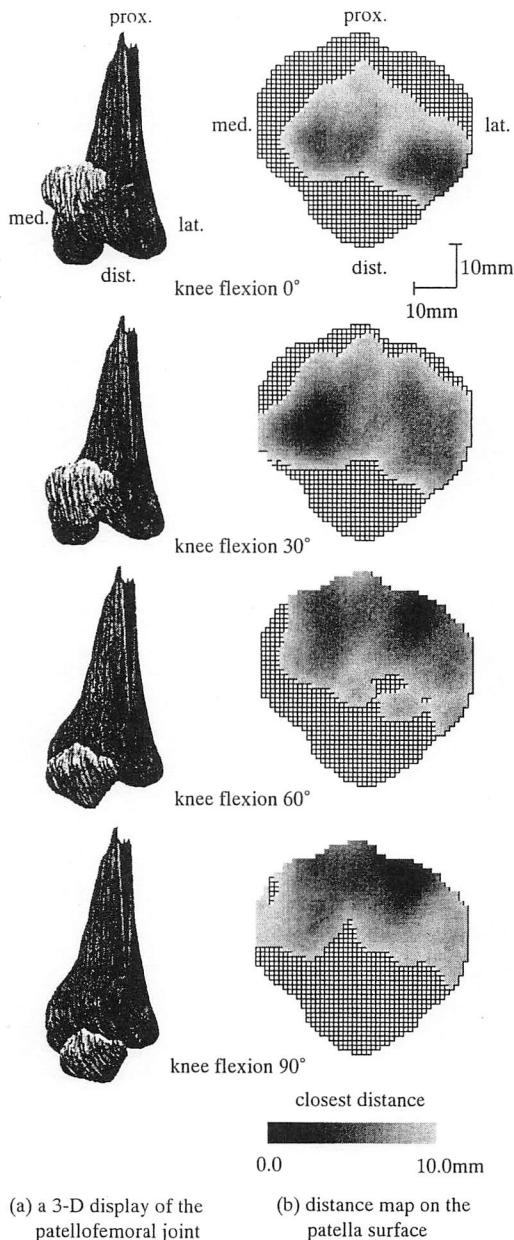 prox.
prox.
med.
lat.
med.
lat.
dist.
dist.
10mm
knee flexion 0°
10mm
knee flexion 30°
knee flexion 60°
knee flexion 90°
closest distance
0.0
10.0mm
(a) a 3-D display of the
patellofemoral joint
(b) distance map on the
patella surface